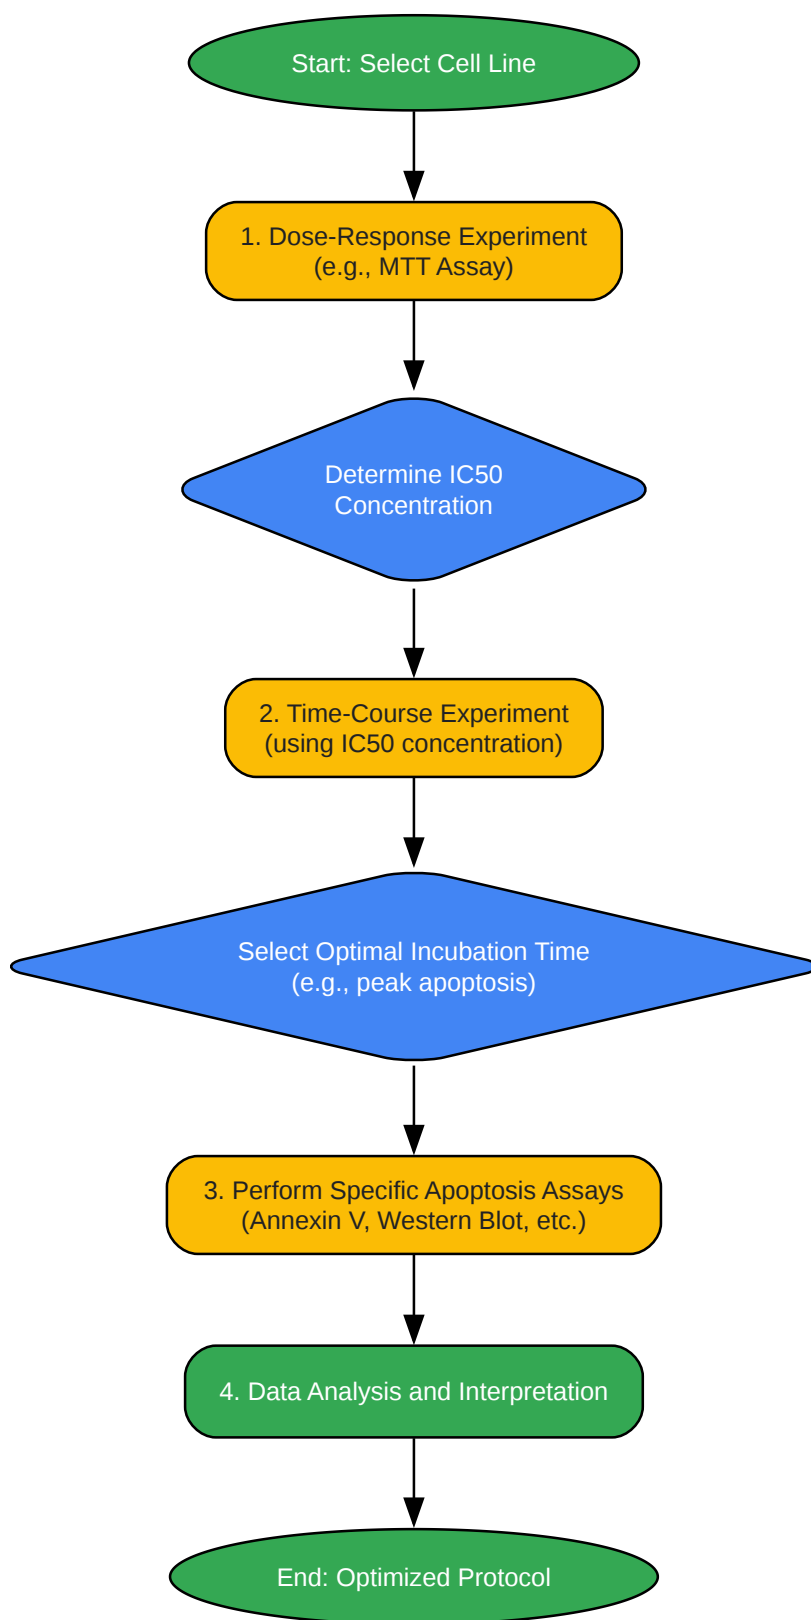 Start: Select Cell Line
1. Dose-Response Experiment
(e.g., MTT Assay)
Determine IC50
Concentration
2. Time-Course Experiment
(using IC50 concentration)
Select Optimal Incubation Time
(e.g., peak apoptosis)
3. Perform Specific Apoptosis Assays
(Annexin V, Western Blot, etc.)
4. Data Analysis and Interpretation
End: Optimized Protocol